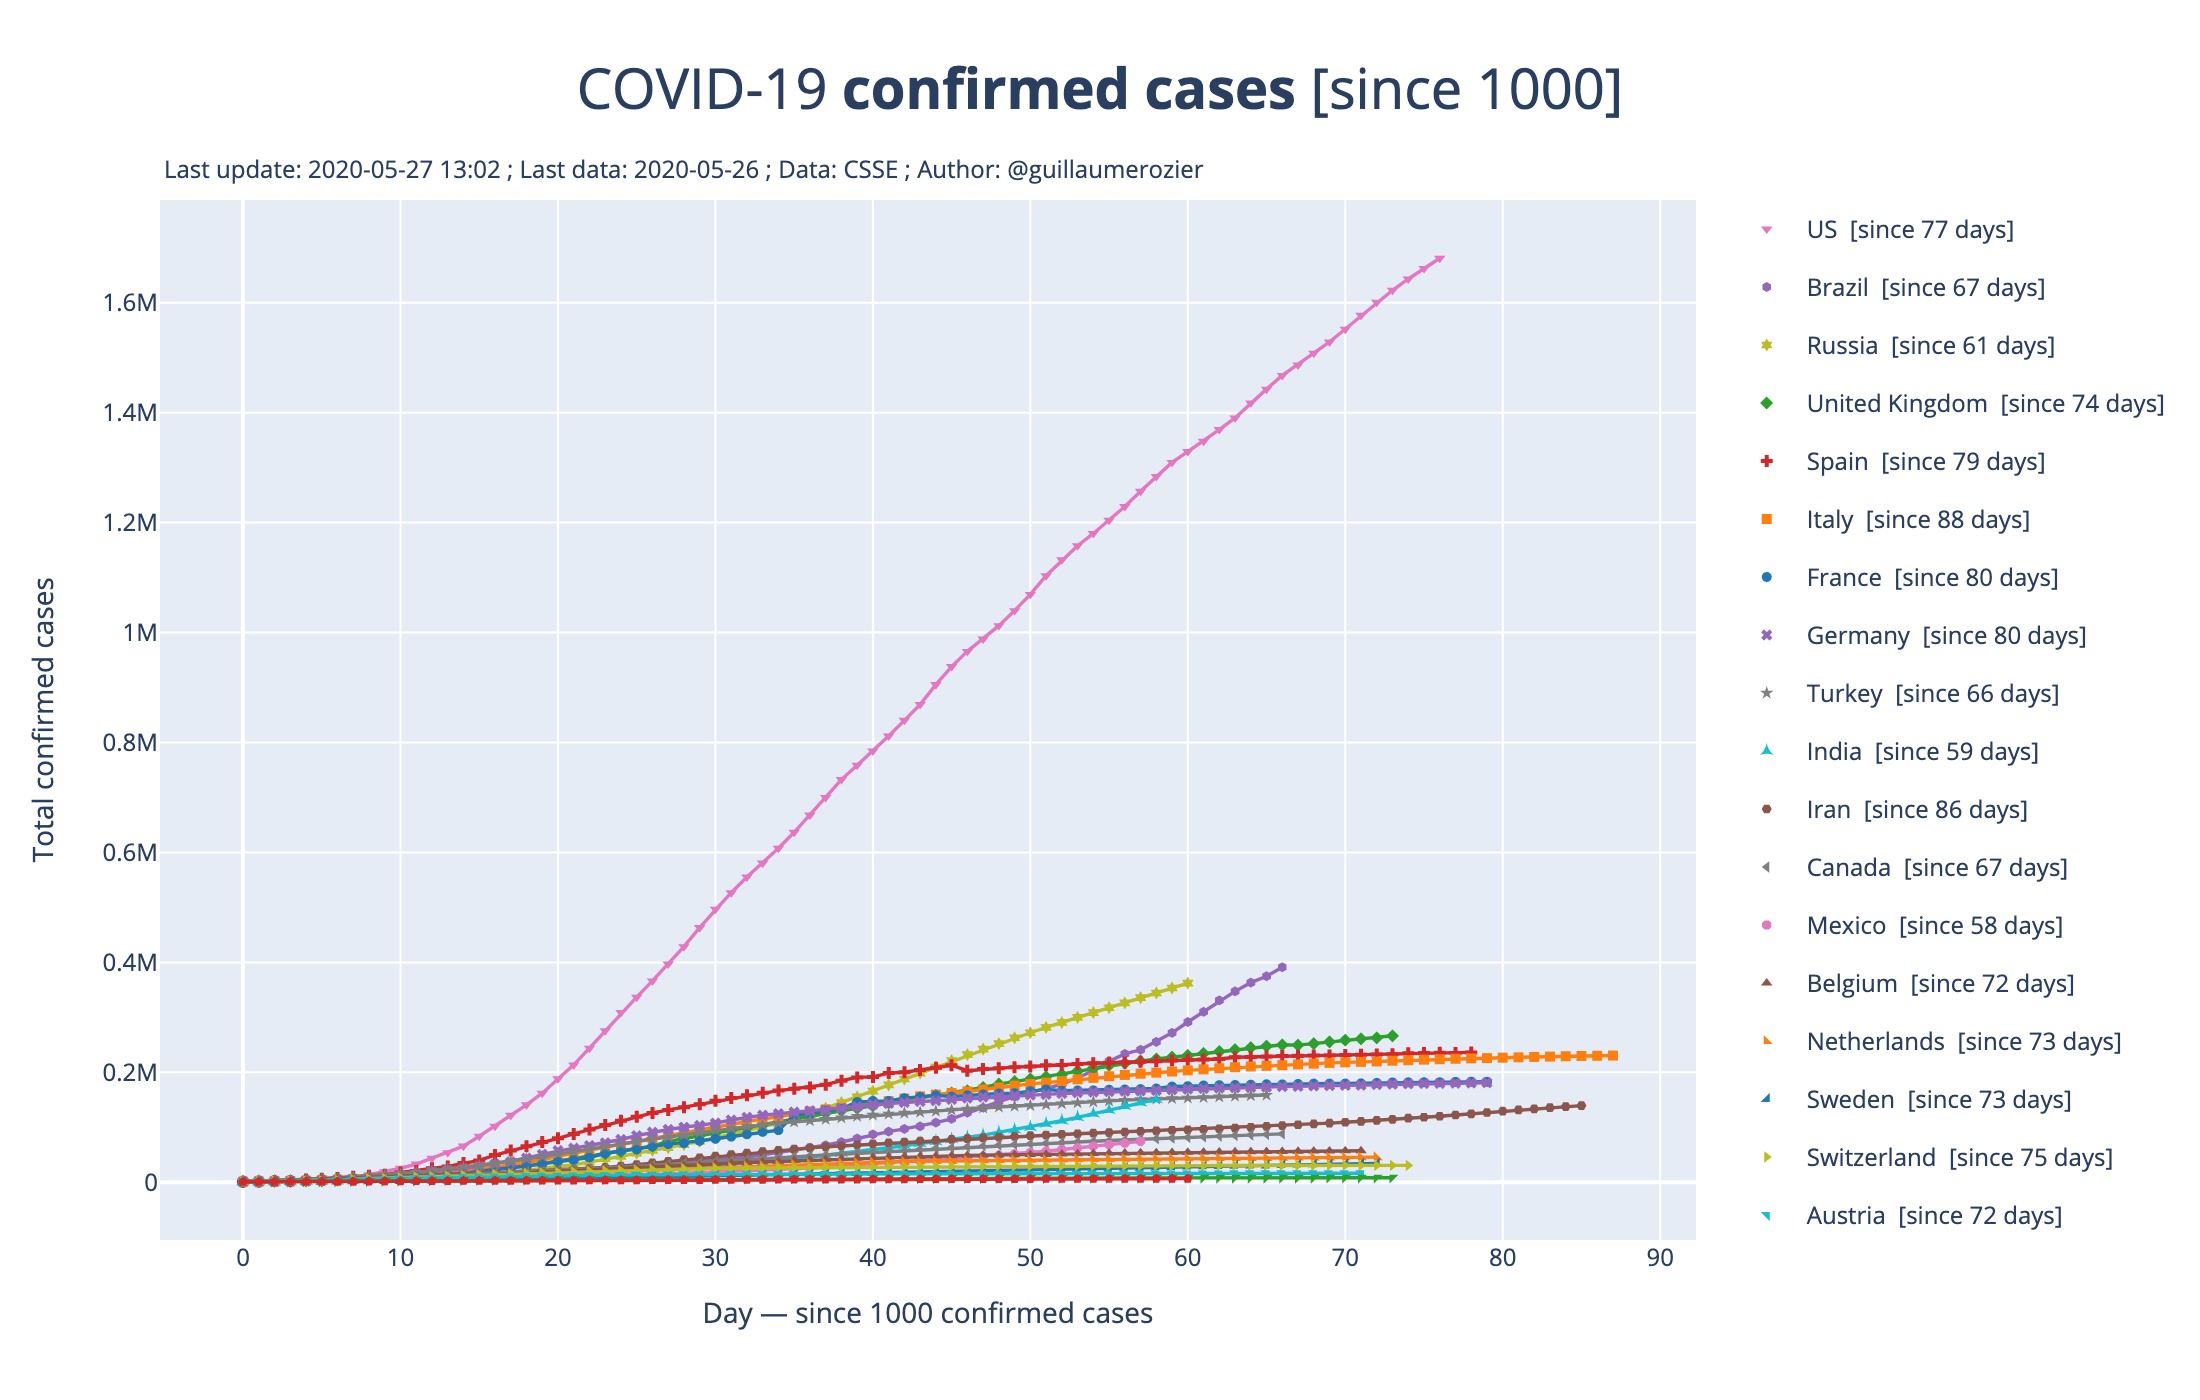 COVID-19 confirmed cases [since 1000]
Last update: 2020-05-27 13:02 ; Last data: 2020-05-26 ; Data: CSSE ; Author: @guillaumerozier
Total confirmed cases
1.6M
1.4M
1.2M
1M
0.8M
0.6M
0.4M
0.2M
0
0 10 20 30 40 50 60 70 80 90
Day — since 1000 confirmed cases
US [since 77 days]
Brazil [since 67 days]
Russia [since 61 days]
United Kingdom [since 74 days]
Spain [since 79 days]
Italy [since 88 days]
France [since 80 days]
Germany [since 80 days]
Turkey [since 66 days]
India [since 59 days]
Iran [since 86 days]
Canada [since 67 days]
Mexico [since 58 days]
Belgium [since 72 days]
Netherlands [since 73 days]
Sweden [since 73 days]
Switzerland [since 75 days]
Austria [since 72 days]